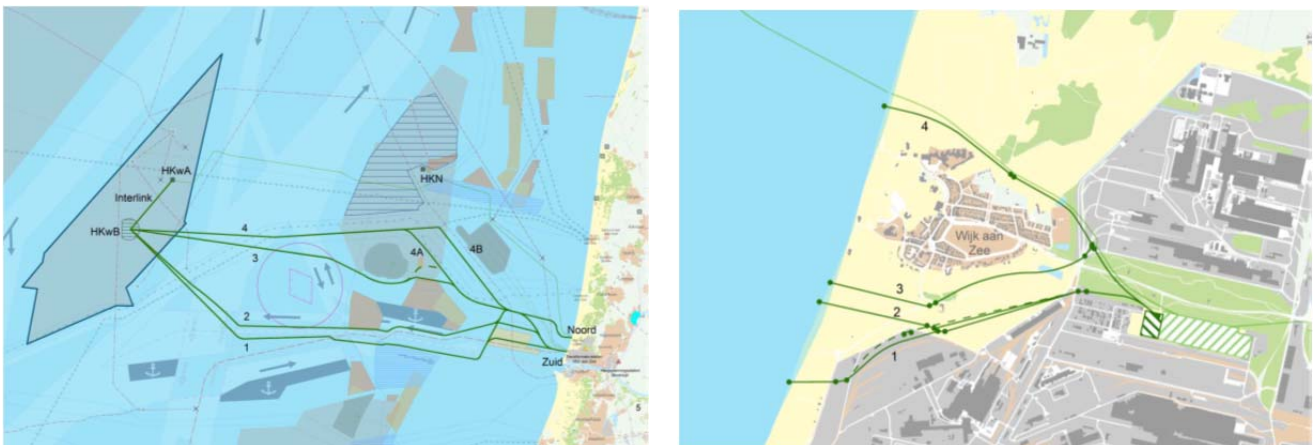 HKwA
Interlink
HKwB
HKN
4
3
4A
4B
2
1
Noord
Zuid
5
4
Wijk aan
Zee
3
2
1